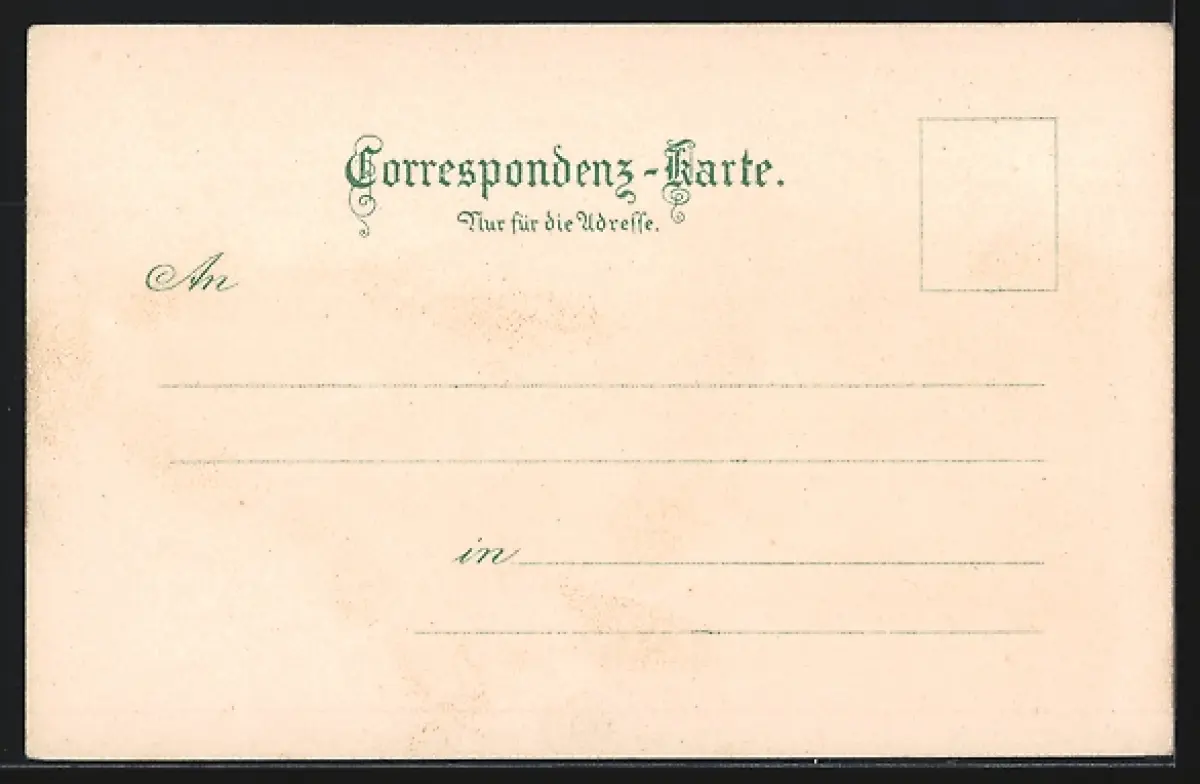 Correspondenz-Karte.
Nur für die Adresse.
An
in